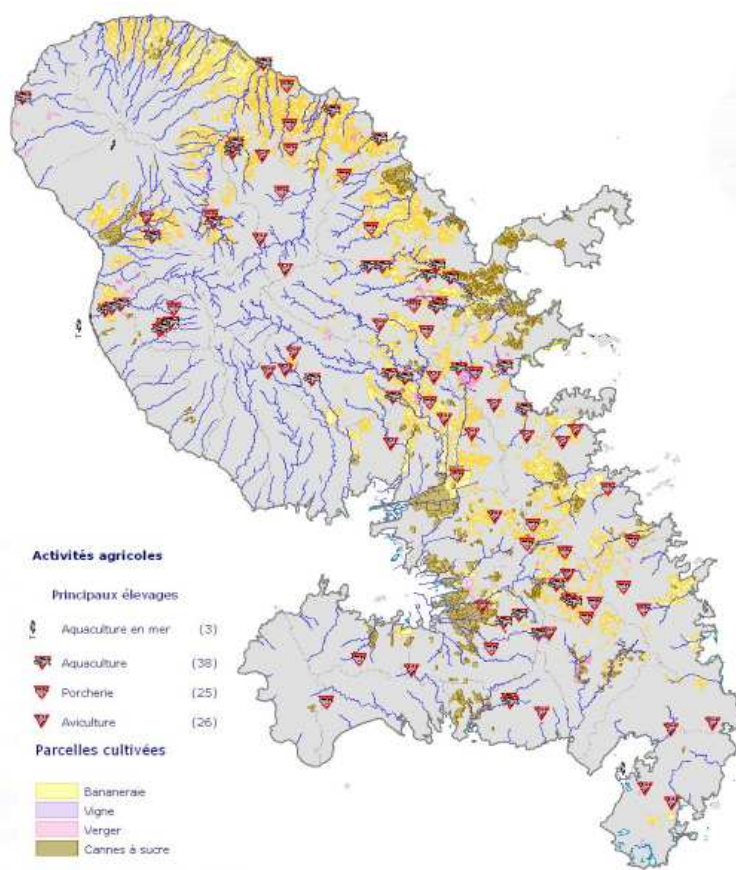 Activités agricoles
Principaux élevages
Aquaculture en mer (3)
Aquaculture (38)
Porcherie (25)
Aviculture (26)
Parcelles cultivées
Bananeraie
Vigne
Verger
Cannes à sucre